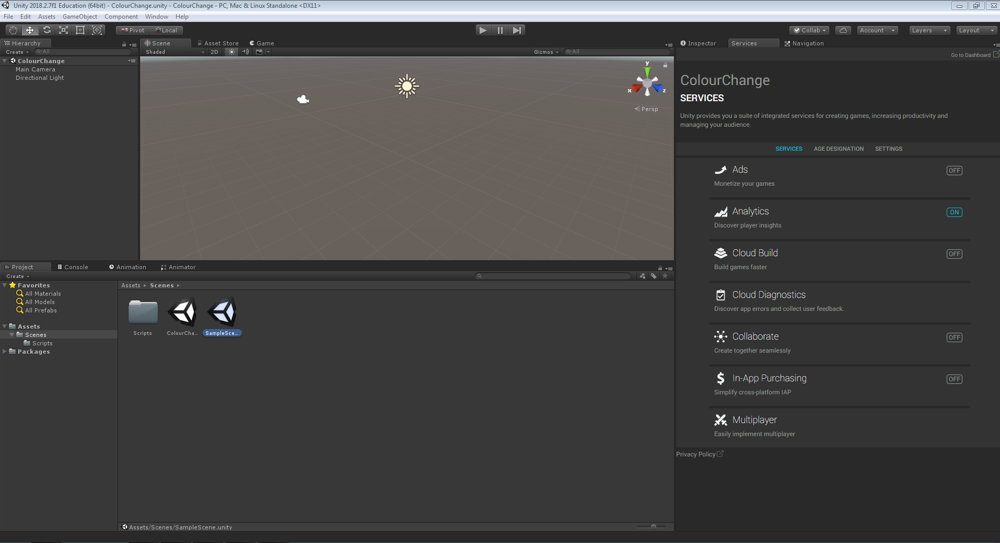 Unity 2018.2.7f1 Education (64bit) - ColourChange.unity - ColourChange - PC, Mac & Linux Standalone <DX11>
File Edit Assets GameObject Component Window Help
Pivot Local
Collab Account Layers Layout
Hierarchy
Create All
ColourChange
Main Camera
Directional Light
Scene Asset Store Game
Shaded 2D Gizmos All
y
x z
Persp
Project Console Animation Animator
Create
Favorites
All Materials
All Models
All Prefabs
Assets
Scenes
Scripts
Packages
Assets Scenes
Scripts ColourCha... SampleSce...
Assets/Scenes/SampleScene.unity
Inspector Services Navigation
Go to Dashboard
ColourChange
SERVICES
Unity provides you a suite of integrated services for creating games, increasing productivity and
managing your audience.
SERVICES AGE DESIGNATION SETTINGS
Ads OFF
Monetize your games
Analytics ON
Discover player insights
Cloud Build OFF
Build games faster
Cloud Diagnostics
Discover app errors and collect user feedback.
Collaborate OFF
Create together seamlessly
In-App Purchasing OFF
Simplify cross-platform IAP
Multiplayer
Easily implement multiplayer
Privacy Policy